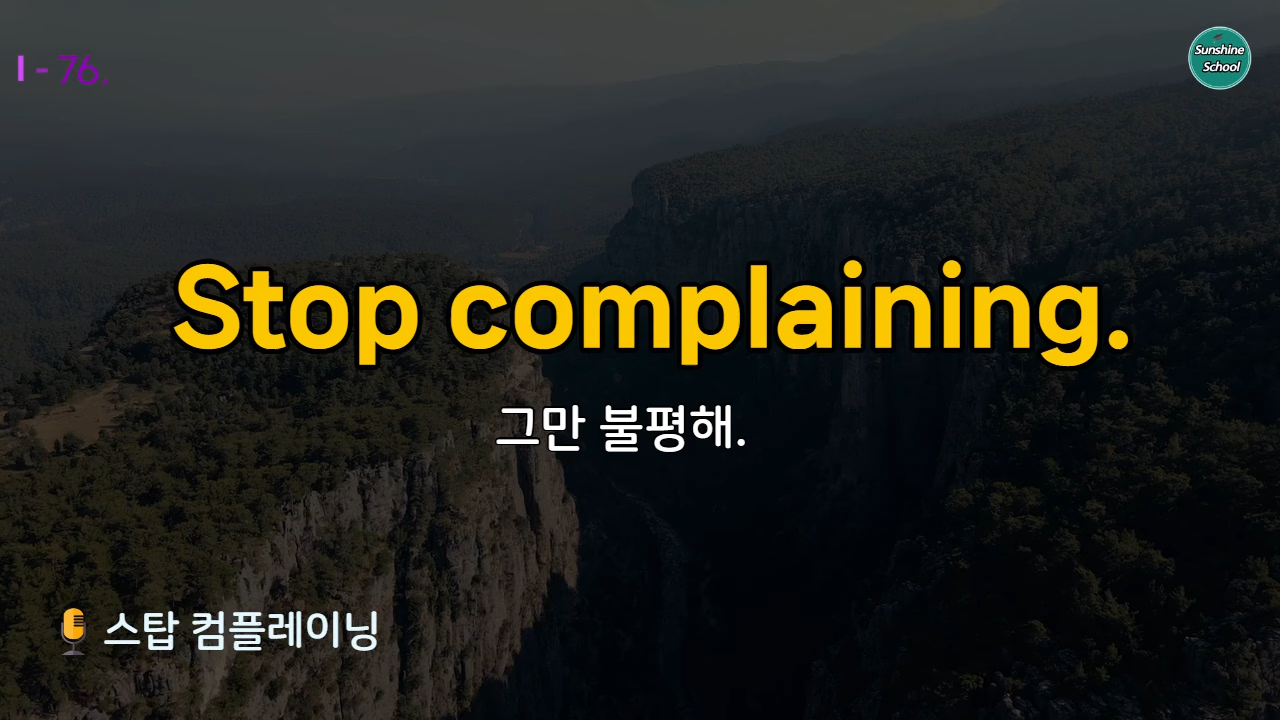 I - 76.
Sunshine
School
Stop complaining.
그만 불평해.
스탑 컴플레이닝